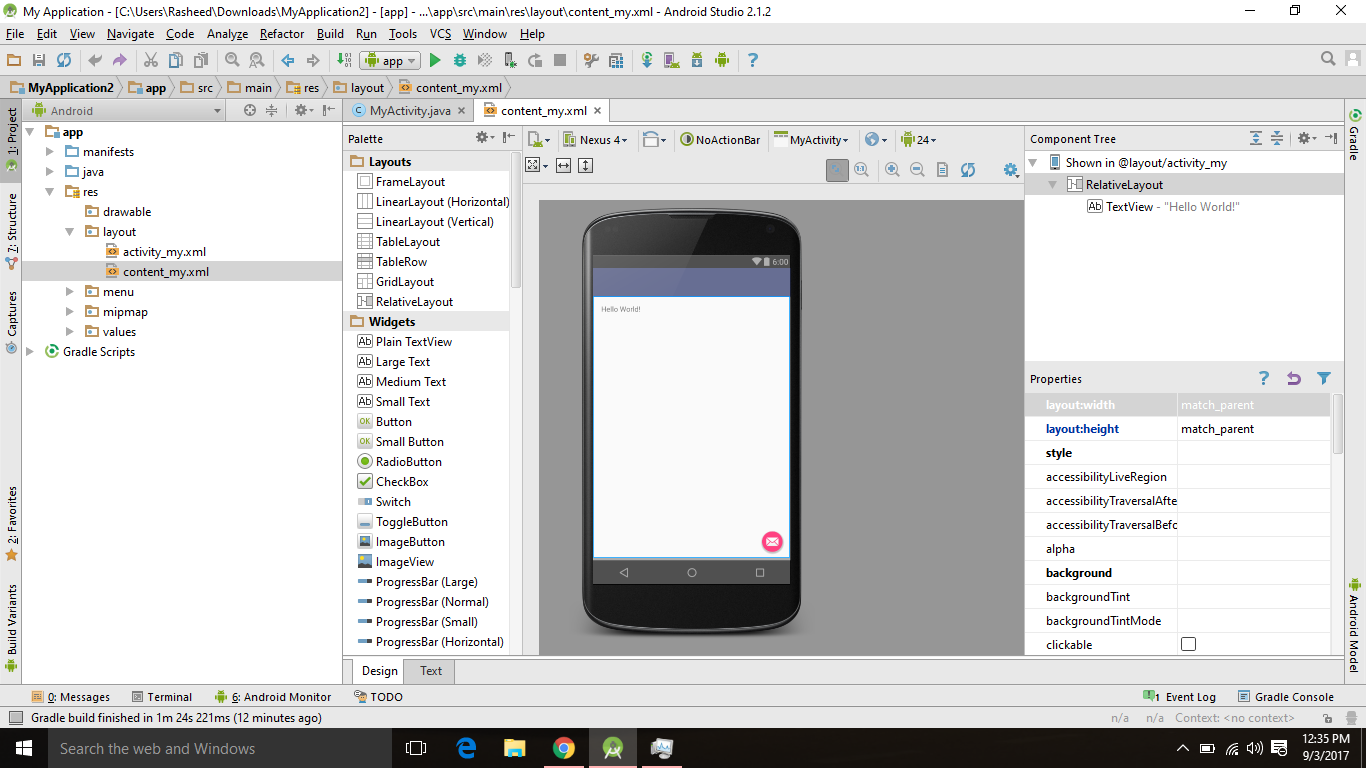 My Application - [C:\Users\Rasheed\Downloads\MyApplication2] - [app] - ...\app\src\main\res\layout\content_my.xml - Android Studio 2.1.2
File Edit View Navigate Code Analyze Refactor Build Run Tools VCS Window Help
app
MyApplication2 app src main res layout content_my.xml
1: Project
7: Structure
Captures
2: Favorites
Build Variants
Android
app
manifests
java
res
drawable
layout
activity_my.xml
content_my.xml
menu
mipmap
values
Gradle Scripts
MyActivity.java content_my.xml
Palette
Layouts
FrameLayout
LinearLayout (Horizontal)
LinearLayout (Vertical)
TableLayout
TableRow
GridLayout
RelativeLayout
Widgets
Ab Plain TextView
Ab Large Text
Ab Medium Text
Ab Small Text
OK Button
OK Small Button
RadioButton
CheckBox
Switch
ToggleButton
ImageButton
ImageView
ProgressBar (Large)
ProgressBar (Normal)
ProgressBar (Small)
ProgressBar (Horizontal)
Nexus 4 NoActionBar MyActivity 24
1:1
6:00
Hello World!
Component Tree
Shown in @layout/activity_my
RelativeLayout
Ab TextView - "Hello World!"
Properties
layout:width match_parent
layout:height match_parent
style
accessibilityLiveRegion
accessibilityTraversalAfte
accessibilityTraversalBefo
alpha
background
backgroundTint
backgroundTintMode
clickable
Gradle
Android Model
Design Text
0: Messages Terminal 6: Android Monitor TODO 1 Event Log Gradle Console
Gradle build finished in 1m 24s 221ms (12 minutes ago) n/a n/a Context: <no context>
Search the web and Windows
12:35 PM
9/3/2017